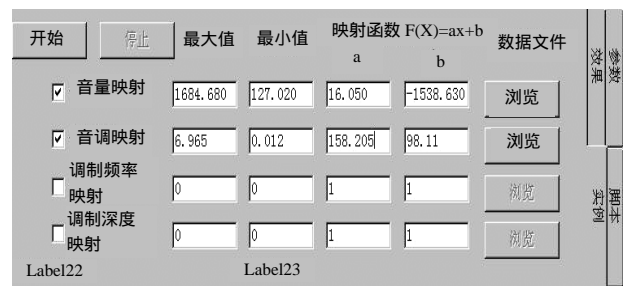 开始 停止 最大值 最小值 映射函数 F(X)=ax+b 数据文件
a b
音量映射 1684.680 127.020 16.050 -1538.630 浏览
音调映射 6.965 0.012 158.205 98.11 浏览
调制频率
映射 0 0 1 1 浏览
调制深度
映射 0 0 1 1 浏览
Label22 Label23
参数
效果
脚本
实例